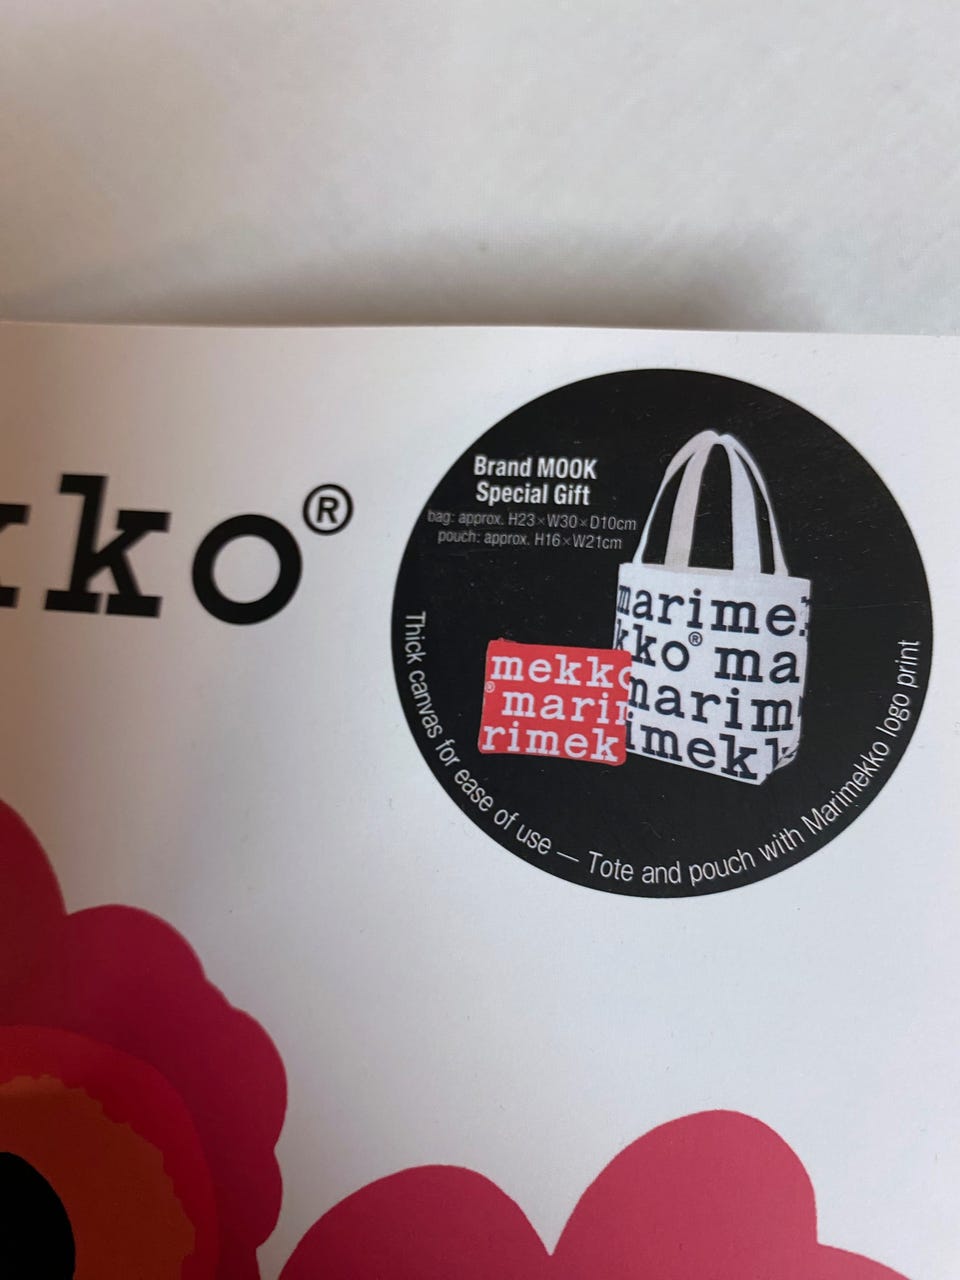 kko®
Brand MOOK
Special Gift
bag: approx. H23×W30×D10cm
pouch: approx. H16×W21cm
marime
kko® ma
marim
imekk
mekko
® marir
rimek
Thick canvas for ease of use — Tote and pouch with Marimekko logo print